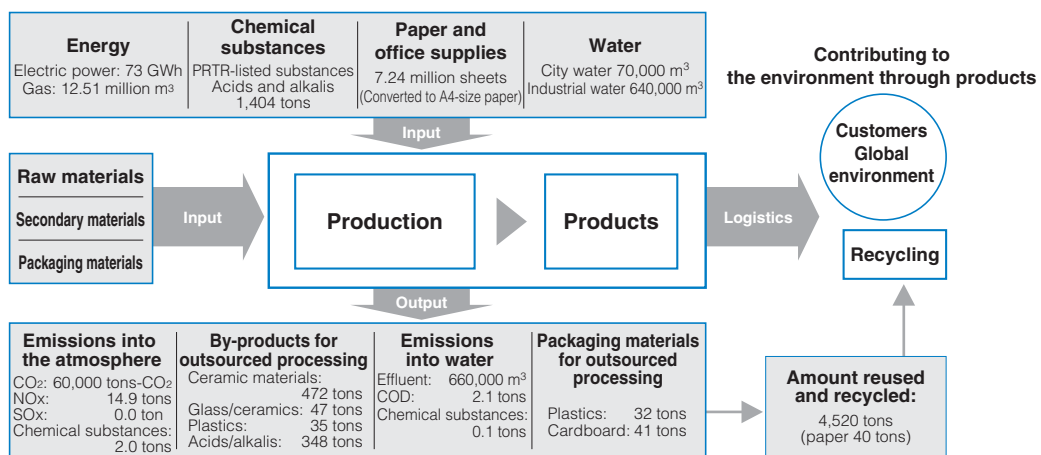 Energy
Electric power: 73 GWh
Gas: 12.51 million m³
Chemical
substances
PRTR-listed substances
Acids and alkalis
1,404 tons
Paper and
office supplies
7.24 million sheets
(Converted to A4-size paper)
Water
City water 70,000 m³
Industrial water 640,000 m³
Input
Contributing to
the environment through products
Customers
Global
environment
Raw materials
Secondary materials
Packaging materials
Input
Production
Products
Logistics
Recycling
Output
Emissions into
the atmosphere
CO₂: 60,000 tons-CO₂
NOx: 14.9 tons
SOx: 0.0 ton
Chemical substances:
2.0 tons
By-products for
outsourced processing
Ceramic materials:
472 tons
Glass/ceramics: 47 tons
Plastics: 35 tons
Acids/alkalis: 348 tons
Emissions
into water
Effluent: 660,000 m³
COD: 2.1 tons
Chemical substances:
0.1 tons
Packaging materials
for outsourced
processing
Plastics: 32 tons
Cardboard: 41 tons
Amount reused
and recycled:
4,520 tons
(paper 40 tons)